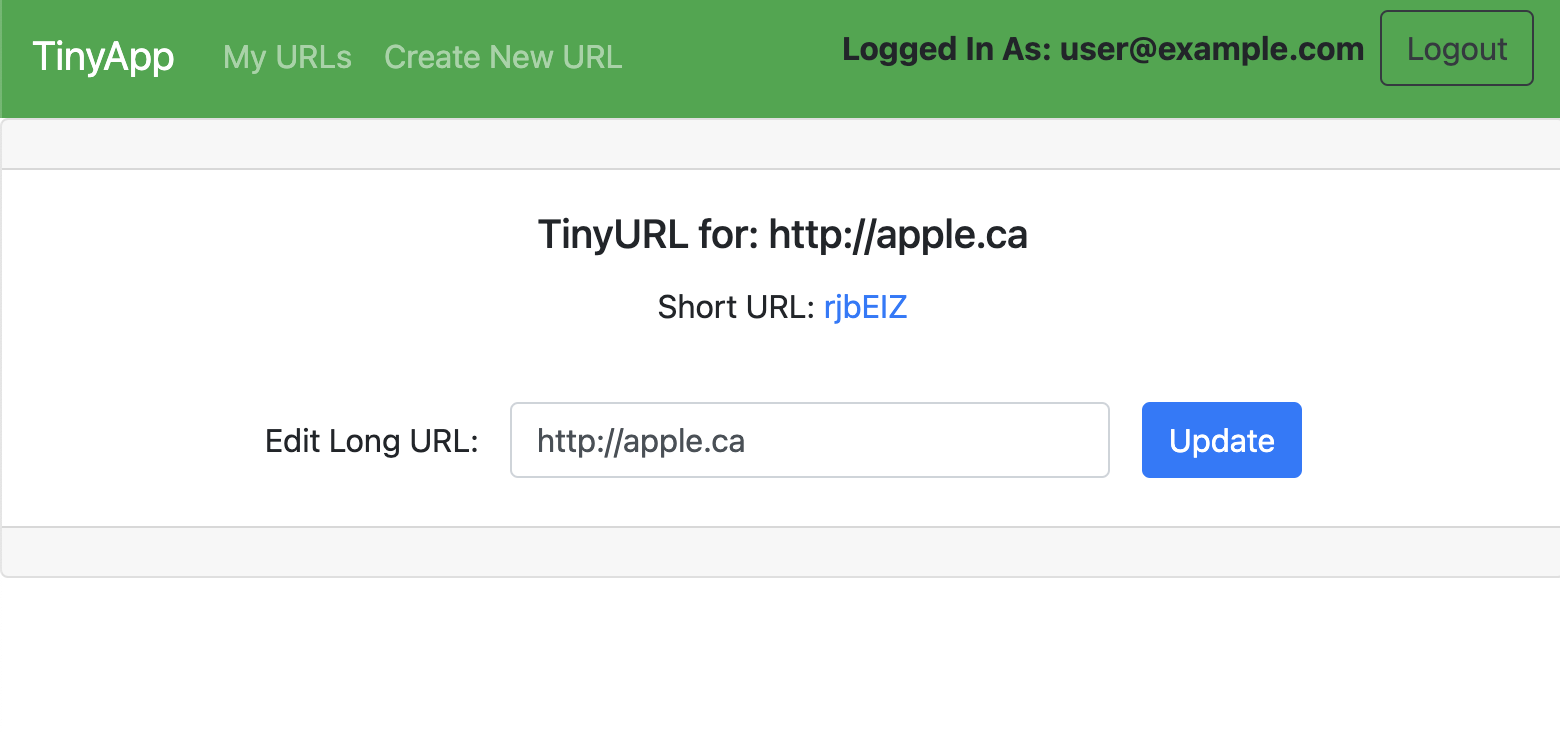 TinyApp My URLs Create New URL Logged In As: user@example.com Logout
TinyURL for: http://apple.ca
Short URL: rjbEIZ
Edit Long URL: http://apple.ca Update